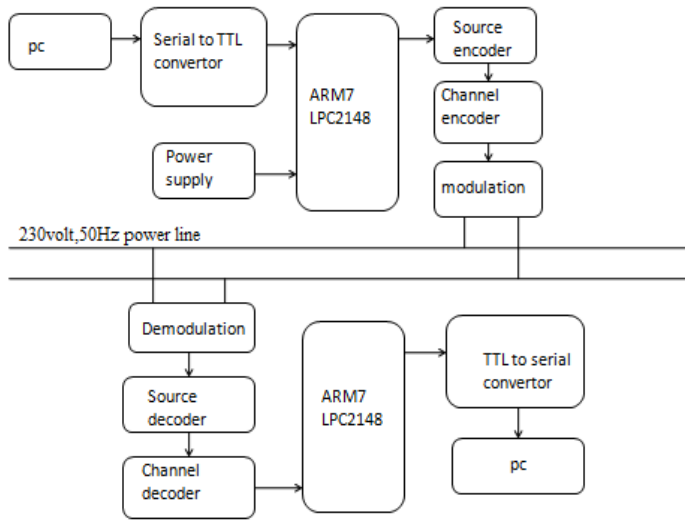 pc
Serial to TTL
convertor
ARM7
LPC2148
Source
encoder
Channel
encoder
Power
supply
modulation
230volt,50Hz power line
Demodulation
Source
decoder
Channel
decoder
ARM7
LPC2148
TTL to serial
convertor
pc